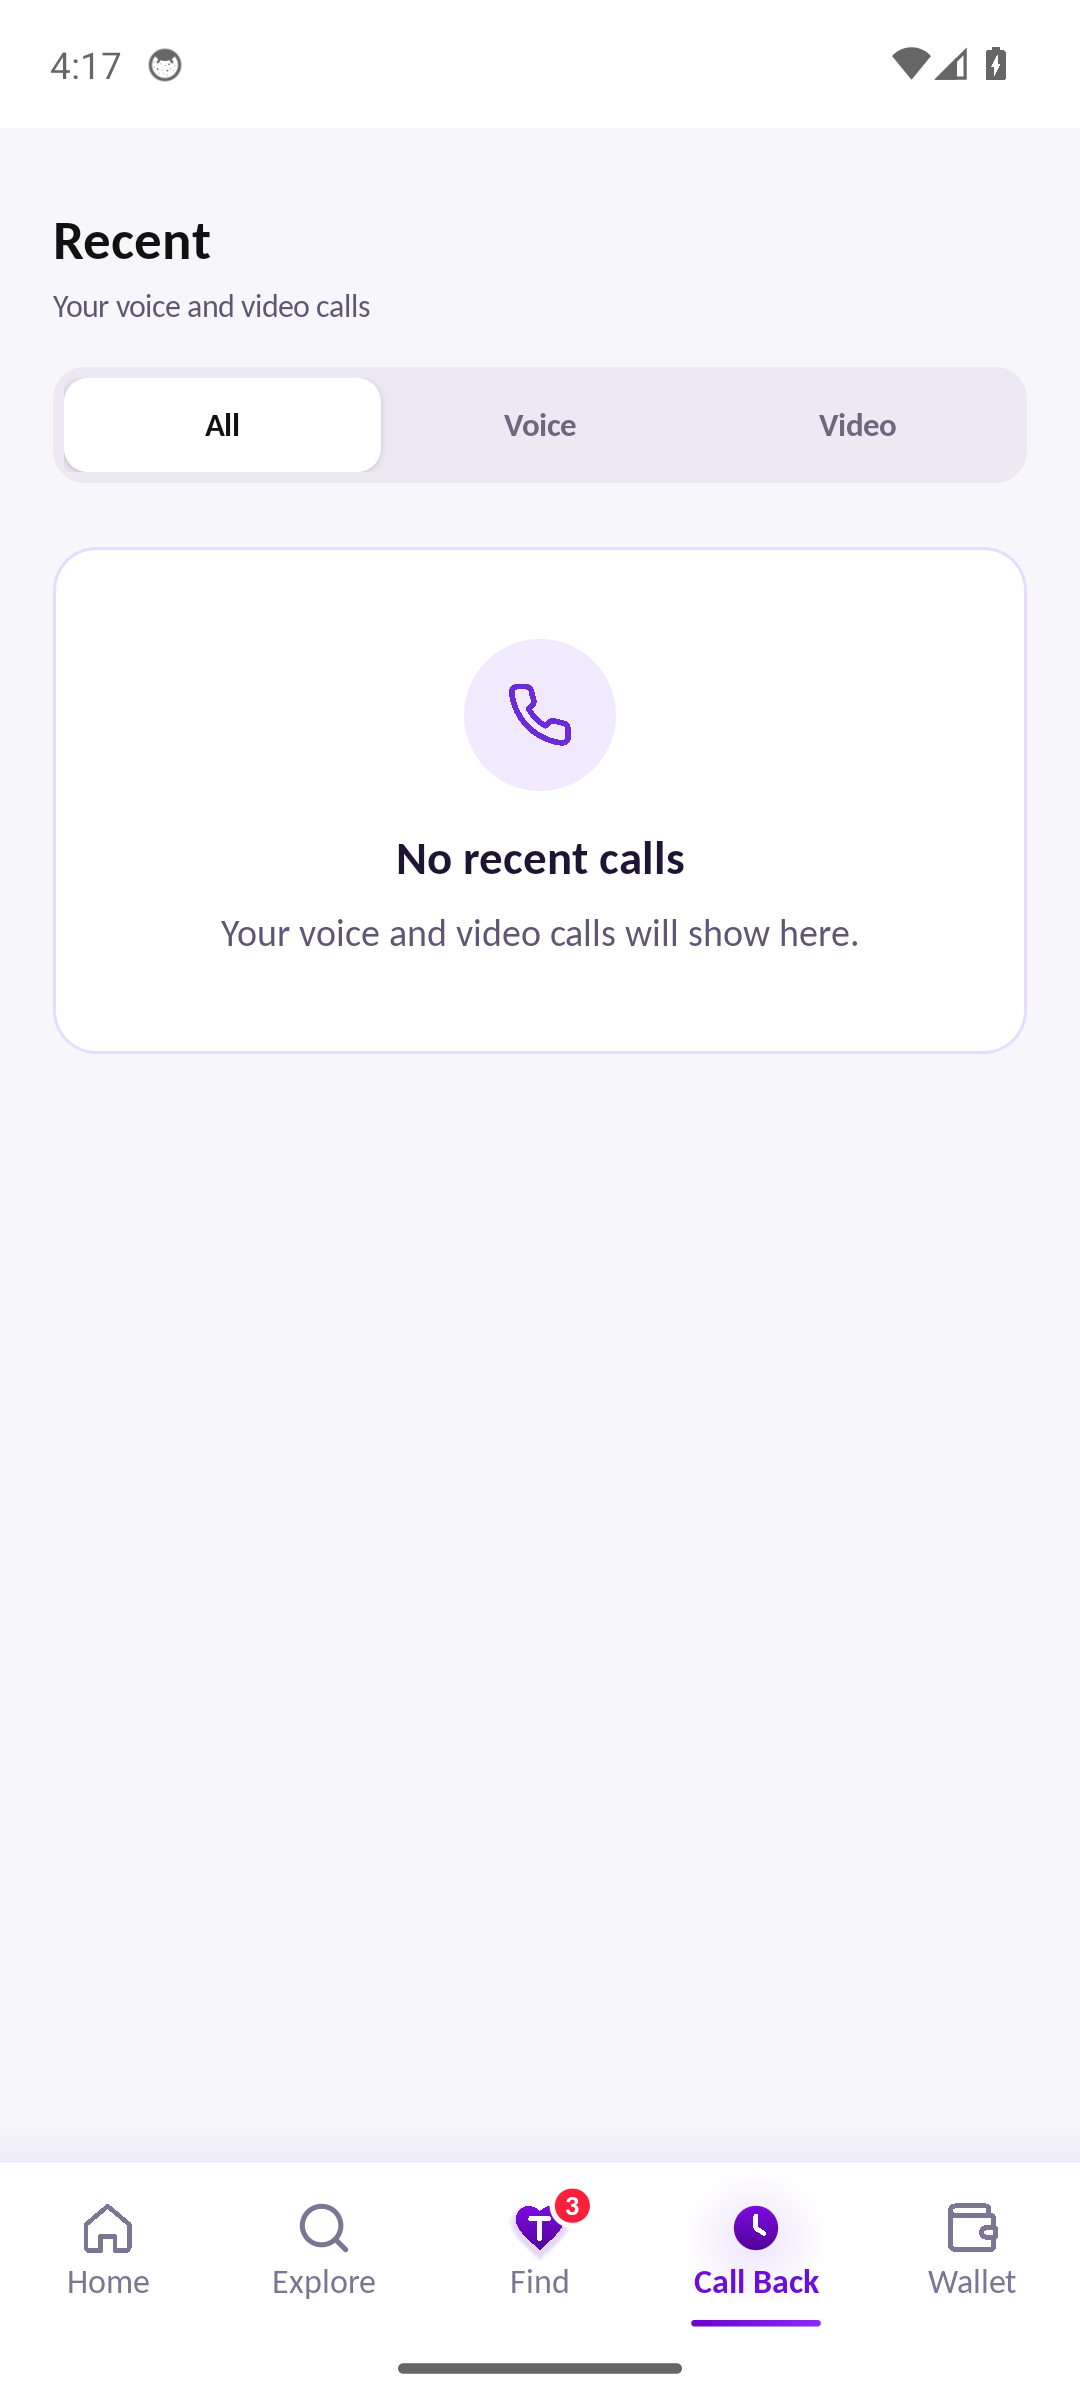 4:17
Recent
Your voice and video calls
All
Voice
Video
No recent calls
Your voice and video calls will show here.
T
3
Home
Explore
Find
Call Back
Wallet